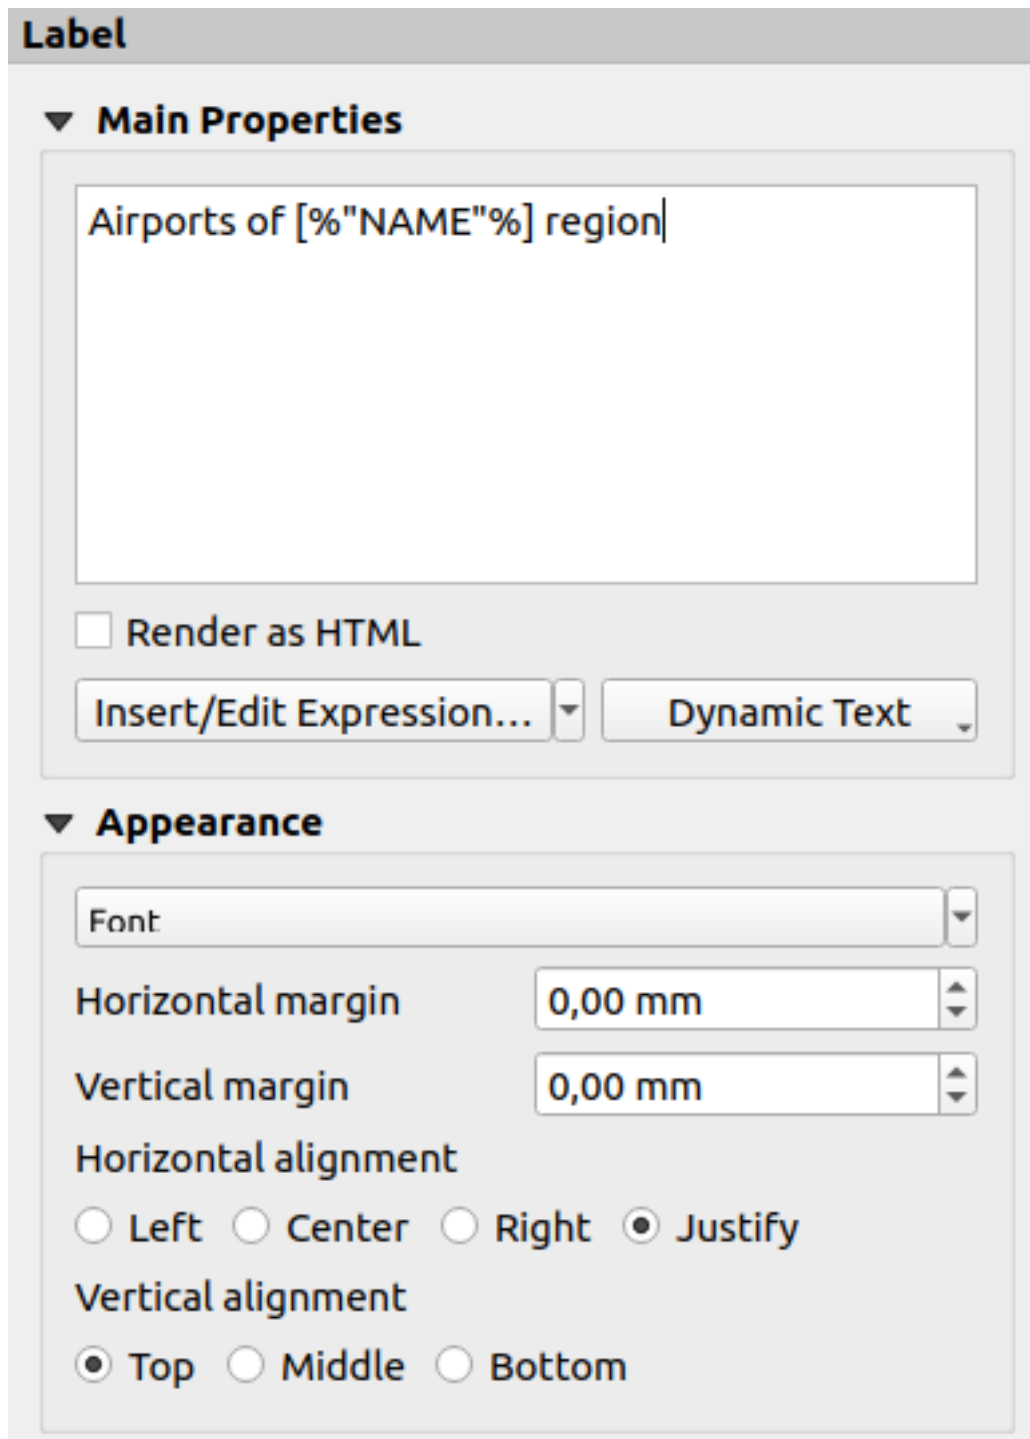 Label
Main Properties
Airports of [%"NAME"%] region
Render as HTML
Insert/Edit Expression... Dynamic Text
Appearance
Font
Horizontal margin 0,00 mm
Vertical margin 0,00 mm
Horizontal alignment
Left Center Right Justify
Vertical alignment
Top Middle Bottom